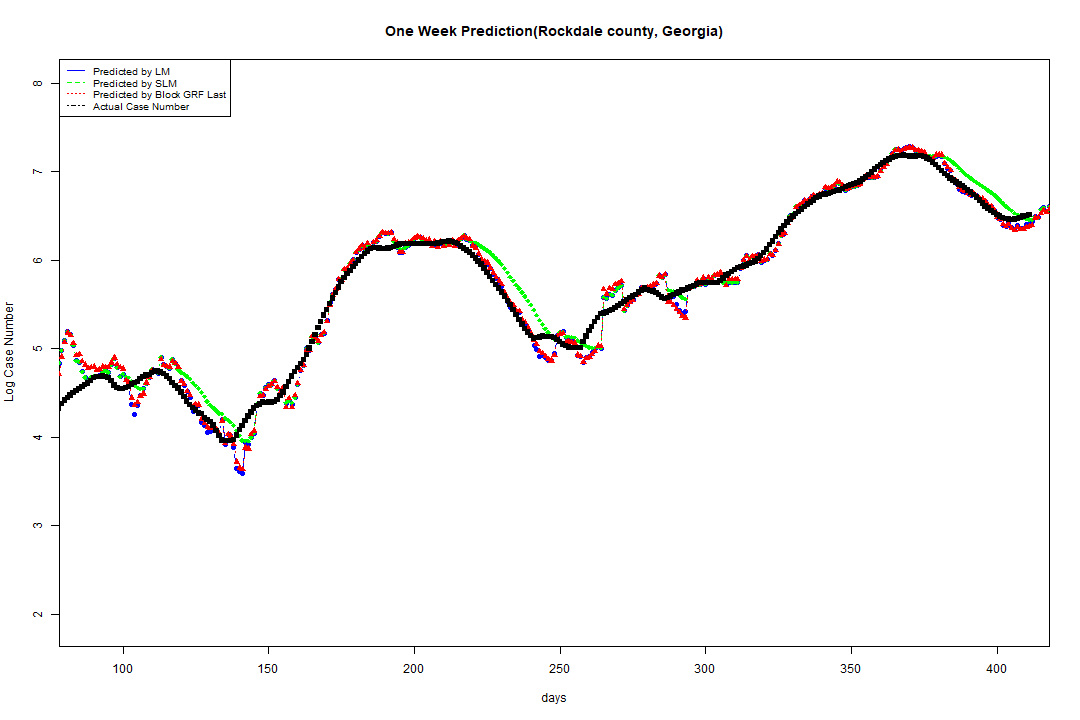 One Week Prediction(Rockdale county, Georgia)
Predicted by LM
Predicted by SLM
Predicted by Block GRF Last
Actual Case Number
Log Case Number
8
7
6
5
4
3
2
100 150 200 250 300 350 400
days